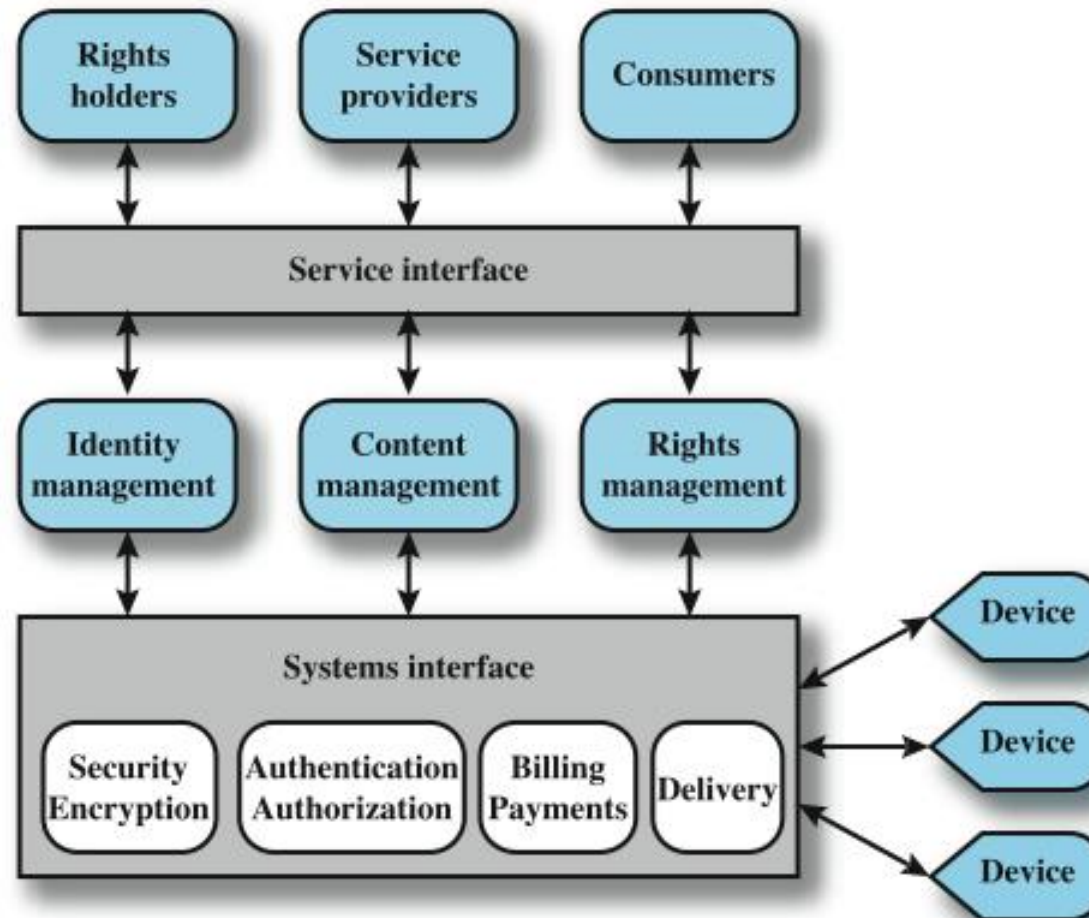 Rights
holders
Service
providers
Consumers
Service interface
Identity
management
Content
management
Rights
management
Systems interface
Security
Encryption
Authentication
Authorization
Billing
Payments
Delivery
Device
Device
Device